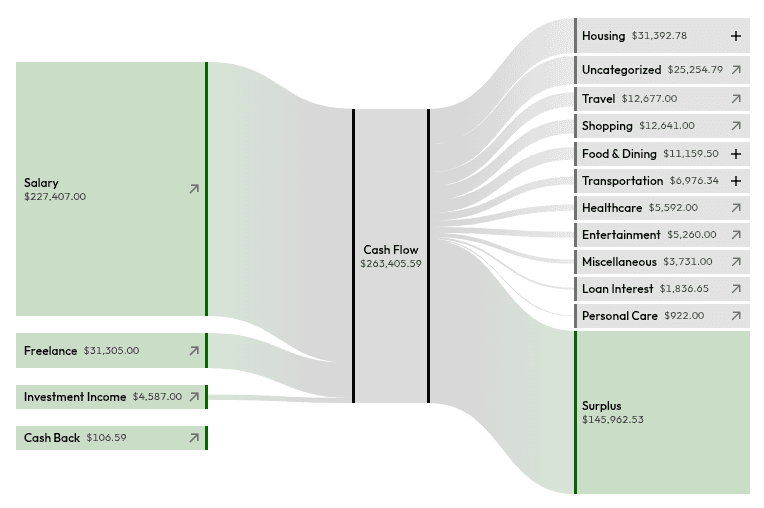 Salary
$227,407.00
Freelance $31,305.00
Investment Income $4,587.00
Cash Back $106.59
Cash Flow
$263,405.59
Housing $31,392.78
Uncategorized $25,254.79
Travel $12,677.00
Shopping $12,641.00
Food & Dining $11,159.50
Transportation $6,976.34
Healthcare $5,592.00
Entertainment $5,260.00
Miscellaneous $3,731.00
Loan Interest $1,836.65
Personal Care $922.00
Surplus
$145,962.53